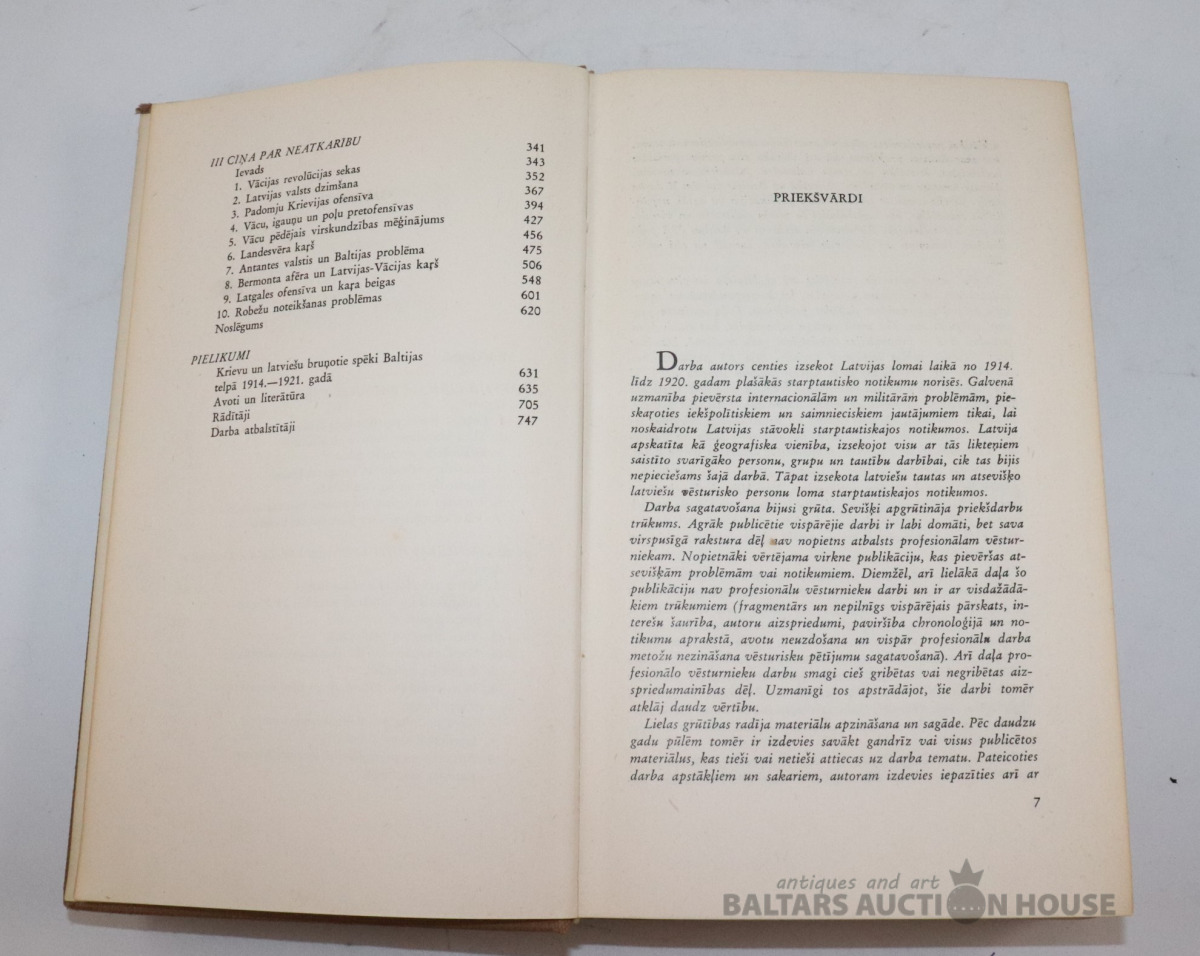 III CIŅA PAR NEATKARIBU 341
Ievads 343
1. Vācijas revolūcijas sekas 352
2. Latvijas valsts dzimšana 367
3. Padomju Krievijas ofensīva 394
4. Vācu, igauņu un poļu pretofensīvas 427
5. Vācu pēdējais virskundzības mēģinājums 456
6. Landesvēra kaŗš 475
7. Antantes valstis un Baltijas problēma 506
8. Bermonta afēra un Latvijas-Vācijas kaŗš 548
9. Latgales ofensīva un kaŗa beigas 601
10. Robežu noteikšanas problēmas 620
Noslēgums
PIELIKUMI
Krievu un latviešu bruņotie spēki Baltijas
telpā 1914.—1921. gadā 631
Avoti un literātūra 635
Rādītāji 705
Darba atbalstītāji 747
PRIEKŠVĀRDI
Darba autors centies izsekot Latvijas lomai laikā no 1914.
līdz 1920. gadam plašākās starptautisko notikumu norisēs. Galvenā
uzmanība pievērsta internacionālām un militārām problēmām, pie-
skaŗoties iekšpolītiskiem un saimnieciskiem jautājumiem tikai, lai
noskaidrotu Latvijas stāvokli starptautiskajos notikumos. Latvija
apskatīta kā ģeografiska vienība, izsekojot visu ar tās likteņiem
saistīto svarīgāko personu, grupu un tautību darbībai, cik tas bijis
nepieciešams šajā darbā. Tāpat izsekota latviešu tautas un atsevišķo
latviešu vēsturisko personu loma starptautiskajos notikumos.
Darba sagatavošana bijusi grūta. Sevišķi apgrūtināja priekšdarbu
trūkums. Agrāk publicētie vispārējie darbi ir labi domāti, bet sava
virspusīgā rakstura dēļ nav nopietns atbalsts profesionālam vēstur-
niekam. Nopietnāki vērtējama virkne publikāciju, kas pievēršas at-
sevišķām problēmām vai notikumiem. Diemžēl, arī lielākā daļa šo
publikāciju nav profesionālu vēsturnieku darbi un ir ar visdažādā-
kiem trūkumiem (fragmentārs un nepilnīgs vispārējais pārskats, in-
terešu šaurība, autoru aizspriedumi, paviršība chronoloģijā un no-
tikumu aprakstā, avotu neuzdošana un vispār profesionāla darba
metožu nezināšana vēsturisku pētījumu sagatavošanā). Arī daļa pro-
fesionālo vēsturnieku darbu smagi cieš gribētas vai negribētas aiz-
spriedumainības dēļ. Uzmanīgi tos apstrādājot, šie darbi tomēr
atklāj daudz vērtību.
Lielas grūtības radīja materiālu apzināšana un sagāde. Pēc daudzu
gadu pūlēm tomēr ir izdevies savākt gandrīz vai visus publicētos
materiālus, kas tieši vai netieši attiecas uz darba tematu. Pateicoties
darba apstākļiem un sakariem, autoram izdevies iepazīties arī ar
7
antiques and art
BALTARS AUCTION HOUSE